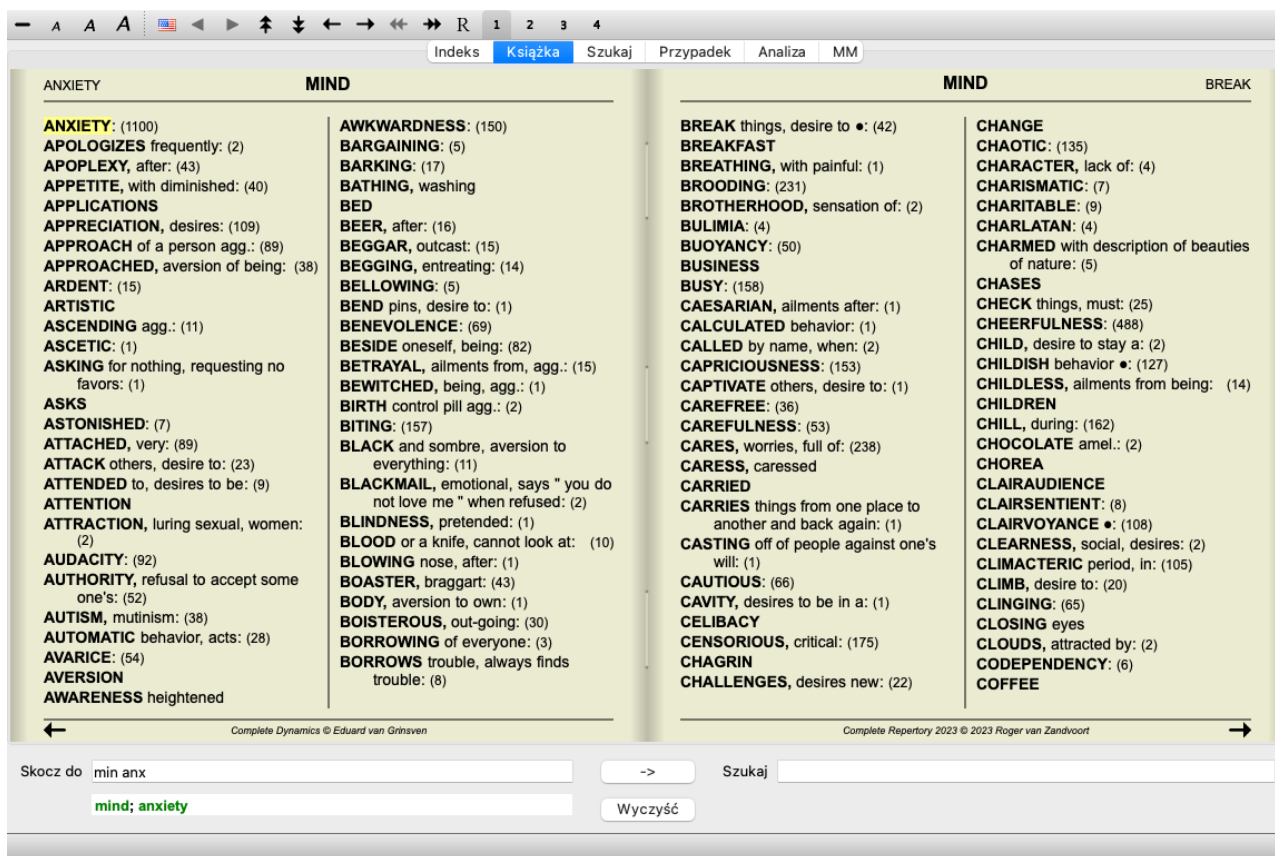 A A A R 1 2 3 4
Indeks Książka Szukaj Przypadek Analiza MM
ANXIETY MIND
ANXIETY: (1100)
APOLOGIZES frequently: (2)
APOPLEXY, after: (43)
APPETITE, with diminished: (40)
APPLICATIONS
APPRECIATION, desires: (109)
APPROACH of a person agg.: (89)
APPROACHED, aversion of being: (38)
ARDENT: (15)
ARTISTIC
ASCENDING agg.: (11)
ASCETIC: (1)
ASKING for nothing, requesting no
favors: (1)
ASKS
ASTONISHED: (7)
ATTACHED, very: (89)
ATTACK others, desire to: (23)
ATTENDED to, desires to be: (9)
ATTENTION
ATTRACTION, luring sexual, women:
(2)
AUDACITY: (92)
AUTHORITY, refusal to accept some
one's: (52)
AUTISM, mutinism: (38)
AUTOMATIC behavior, acts: (28)
AVARICE: (54)
AVERSION
AWARENESS heightened
AWKWARDNESS: (150)
BARGAINING: (5)
BARKING: (17)
BATHING, washing
BED
BEER, after: (16)
BEGGAR, outcast: (15)
BEGGING, entreating: (14)
BELLOWING: (5)
BEND pins, desire to: (1)
BENEVOLENCE: (69)
BESIDE oneself, being: (82)
BETRAYAL, ailments from, agg.: (15)
BEWITCHED, being, agg.: (1)
BIRTH control pill agg.: (2)
BITING: (157)
BLACK and sombre, aversion to
everything: (11)
BLACKMAIL, emotional, says " you do
not love me " when refused: (2)
BLINDNESS, pretended: (1)
BLOOD or a knife, cannot look at: (10)
BLOWING nose, after: (1)
BOASTER, braggart: (43)
BODY, aversion to own: (1)
BOISTEROUS, out-going: (30)
BORROWING of everyone: (3)
BORROWS trouble, always finds
trouble: (8)
Complete Dynamics © Eduard van Grinsven
MIND BREAK
BREAK things, desire to ●: (42)
BREAKFAST
BREATHING, with painful: (1)
BROODING: (231)
BROTHERHOOD, sensation of: (2)
BULIMIA: (4)
BUOYANCY: (50)
BUSINESS
BUSY: (158)
CAESARIAN, ailments after: (1)
CALCULATED behavior: (1)
CALLED by name, when: (2)
CAPRICIOUSNESS: (153)
CAPTIVATE others, desire to: (1)
CAREFREE: (36)
CAREFULNESS: (53)
CARES, worries, full of: (238)
CARESS, caressed
CARRIED
CARRIES things from one place to
another and back again: (1)
CASTING off of people against one's
will: (1)
CAUTIOUS: (66)
CAVITY, desires to be in a: (1)
CELIBACY
CENSORIOUS, critical: (175)
CHAGRIN
CHALLENGES, desires new: (22)
CHANGE
CHAOTIC: (135)
CHARACTER, lack of: (4)
CHARISMATIC: (7)
CHARITABLE: (9)
CHARLATAN: (4)
CHARMED with description of beauties
of nature: (5)
CHASES
CHECK things, must: (25)
CHEERFULNESS: (488)
CHILD, desire to stay a: (2)
CHILDISH behavior ●: (127)
CHILDLESS, ailments from being: (14)
CHILDREN
CHILL, during: (162)
CHOCOLATE amel.: (2)
CHOREA
CLAIRAUDIENCE
CLAIRSENTIENT: (8)
CLAIRVOYANCE ●: (108)
CLEARNESS, social, desires: (2)
CLIMACTERIC period, in: (105)
CLIMB, desire to: (20)
CLINGING: (65)
CLOSING eyes
CLOUDS, attracted by: (2)
CODEPENDENCY: (6)
COFFEE
Complete Repertory 2023 © 2023 Roger van Zandvoort
Skocz do min anx -> Szukaj
mind; anxiety Wyczyść